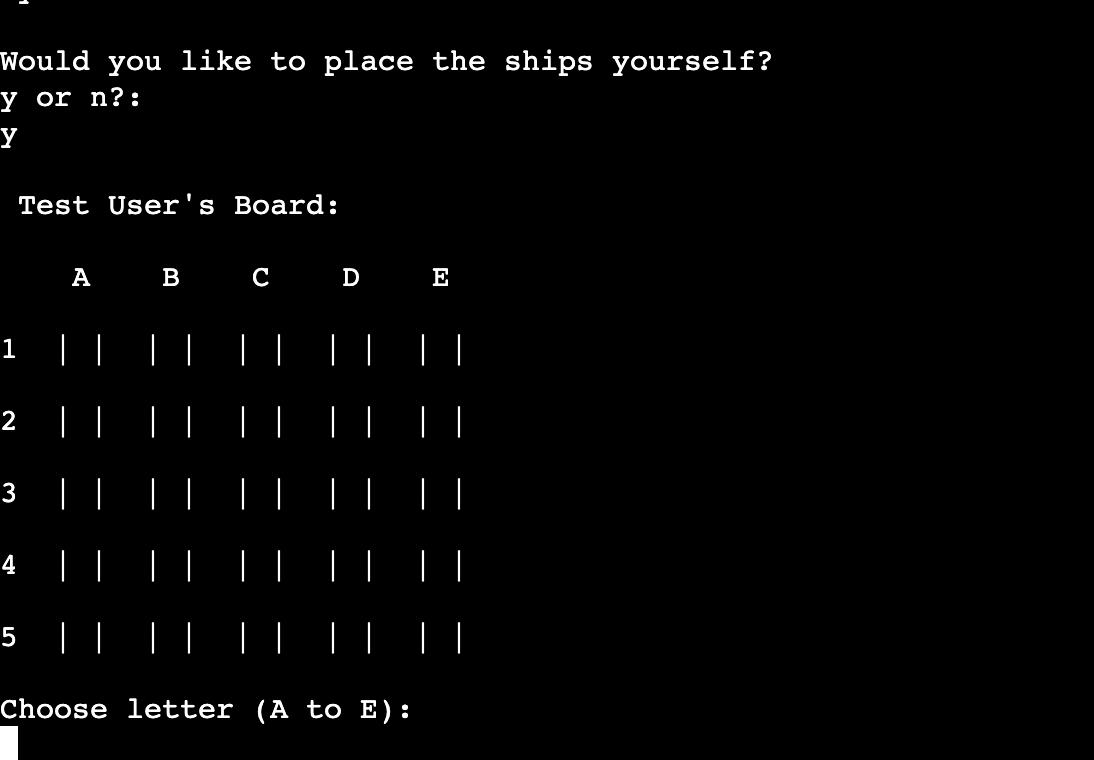 Would you like to place the ships yourself?
y or n?:
y
Test User's Board:
A B C D E
1 | | | | | | | | | |
2 | | | | | | | | | |
3 | | | | | | | | | |
4 | | | | | | | | | |
5 | | | | | | | | | |
Choose letter (A to E):